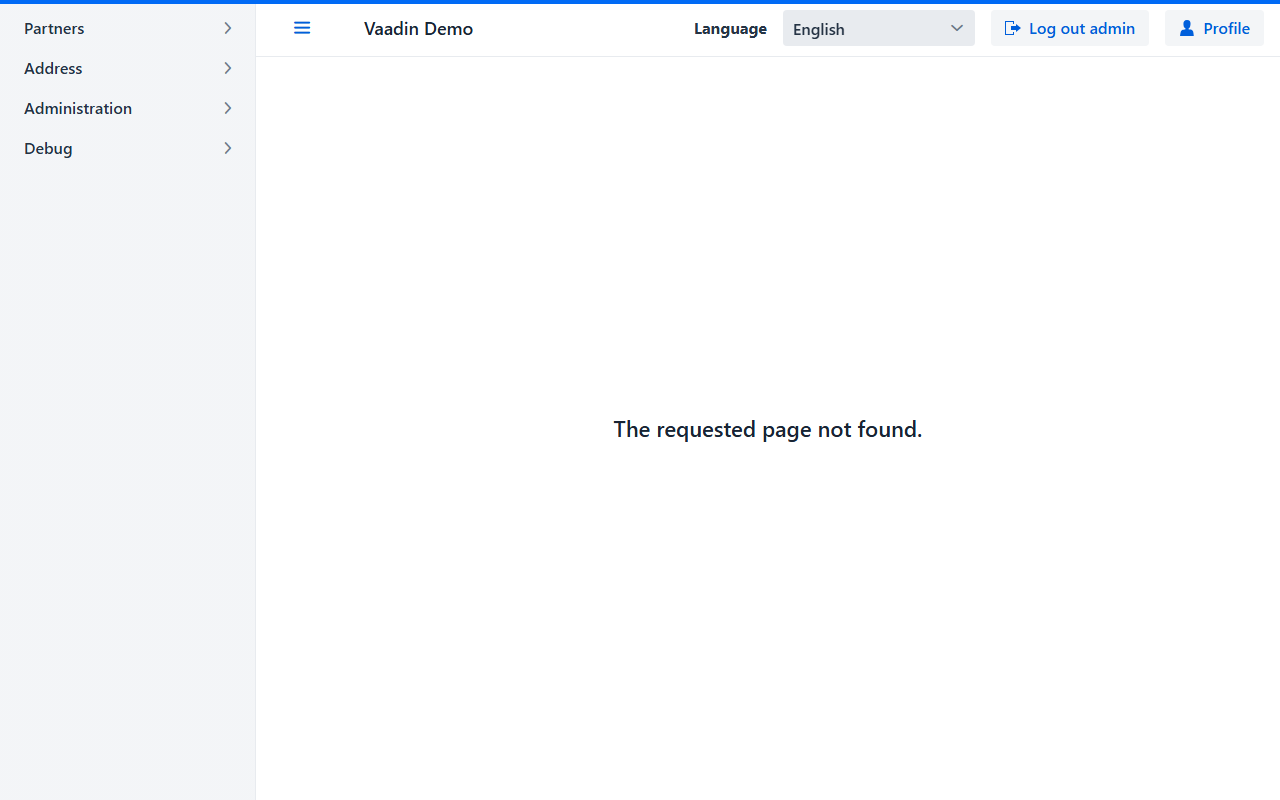 Partners
Address
Administration
Debug
Vaadin Demo
Language
English
Log out admin
Profile
The requested page not found.